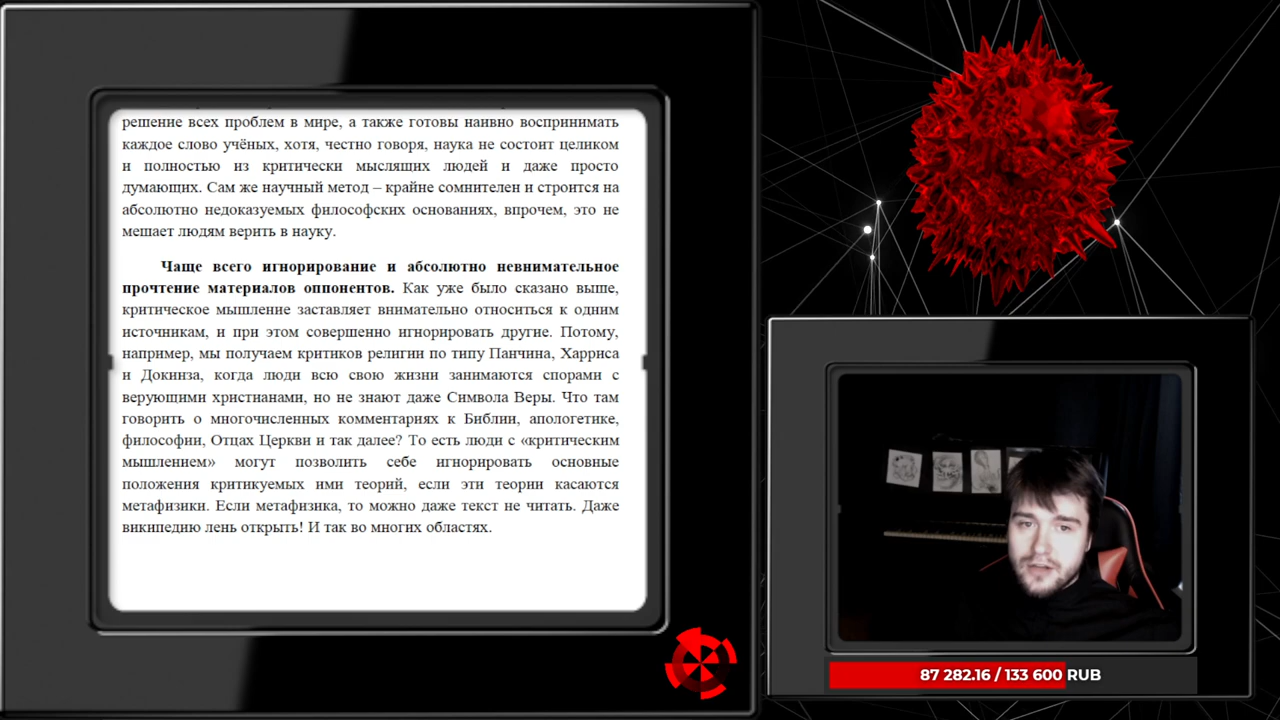 решение всех проблем в мире, а также готовы наивно воспринимать
каждое слово учёных, хотя, честно говоря, наука не состоит целиком
и полностью из критически мыслящих людей и даже просто
думающих. Сам же научный метод – крайне сомнителен и строится на
абсолютно недоказуемых философских основаниях, впрочем, это не
мешает людям верить в науку.
Чаще всего игнорирование и абсолютно невнимательное
прочтение материалов оппонентов. Как уже было сказано выше,
критическое мышление заставляет внимательно относиться к одним
источникам, и при этом совершенно игнорировать другие. Потому,
например, мы получаем критиков религии по типу Панчина, Харриса
и Докинза, когда люди всю свою жизни занимаются спорами с
верующими христианами, но не знают даже Символа Веры. Что там
говорить о многочисленных комментариях к Библии, апологетике,
философии, Отцах Церкви и так далее? То есть люди с «критическим
мышлением» могут позволить себе игнорировать основные
положения критикуемых ими теорий, если эти теории касаются
метафизики. Если метафизика, то можно даже текст не читать. Даже
википедию лень открыть! И так во многих областях.
87 282.16 / 133 600 RUB